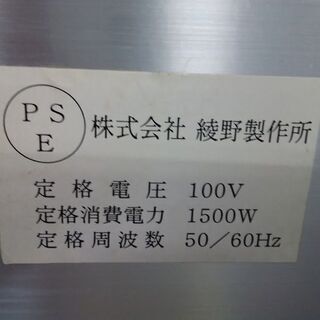 PS
E
株式会社 綾野製作所
定格電圧 100V
定格消費電力 1500W
定格周波数 50/60Hz